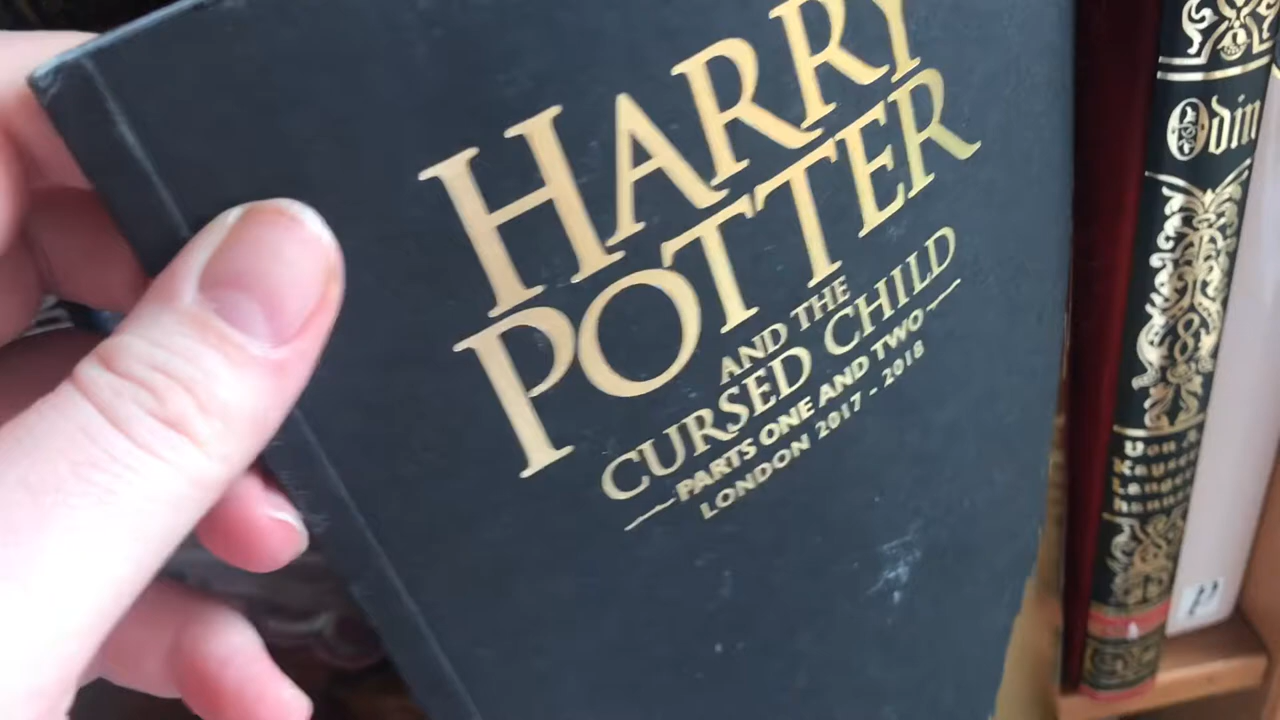 HARRY
POTTER
AND THE
CURSED CHILD
PARTS ONE AND TWO
LONDON 2017 - 2018
Odin